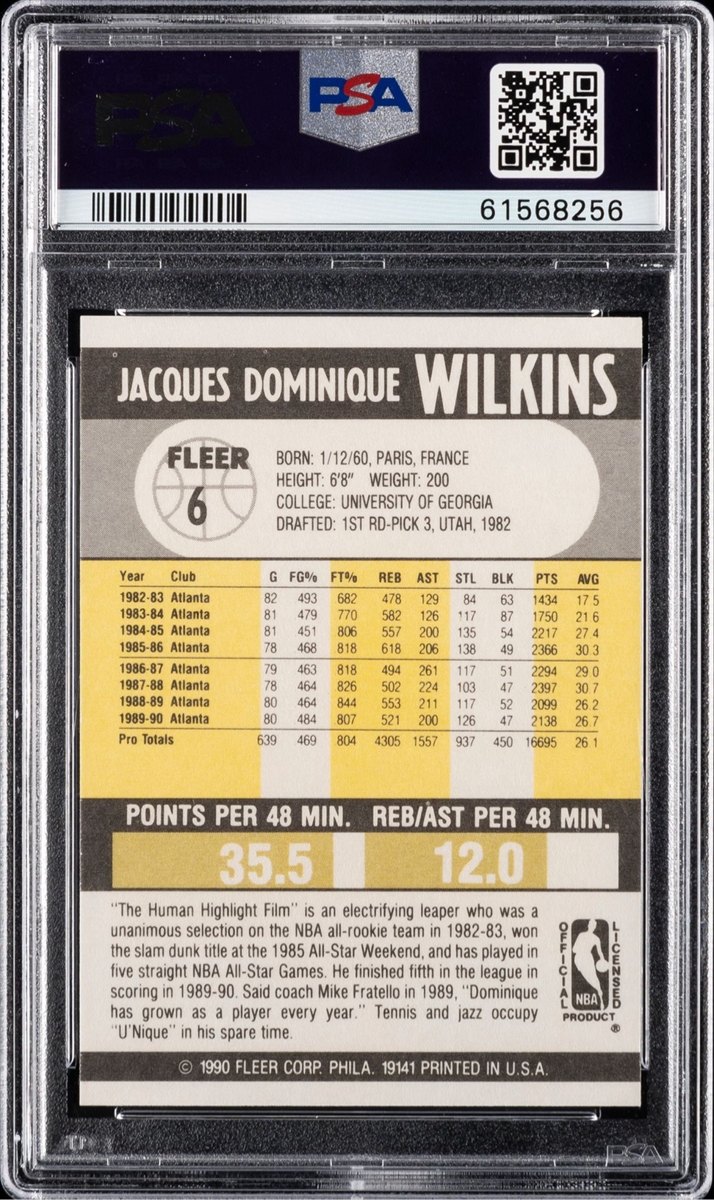 PSA
PSA
61568256
JACQUES DOMINIQUE WILKINS
FLEER
6
BORN: 1/12/60, PARIS, FRANCE
HEIGHT: 6'8" WEIGHT: 200
COLLEGE: UNIVERSITY OF GEORGIA
DRAFTED: 1ST RD-PICK 3, UTAH, 1982
Year Club G FG% FT% REB AST STL BLK PTS AVG
1982-83 Atlanta 82 493 682 478 129 84 63 1434 17 5
1983-84 Atlanta 81 479 770 582 126 117 87 1750 21 6
1984-85 Atlanta 81 451 806 557 200 135 54 2217 27 4
1985-86 Atlanta 78 468 818 618 206 138 49 2366 30 3
1986-87 Atlanta 79 463 818 494 261 117 51 2294 29 0
1987-88 Atlanta 78 464 826 502 224 103 47 2397 30.7
1988-89 Atlanta 80 464 844 553 211 117 52 2099 26.2
1989-90 Atlanta 80 484 807 521 200 126 47 2138 26.7
Pro Totals 639 469 804 4305 1557 937 450 16695 26 1
POINTS PER 48 MIN. REB/AST PER 48 MIN.
35.5 12.0
"The Human Highlight Film" is an electrifying leaper who was a
unanimous selection on the NBA all-rookie team in 1982-83, won
the slam dunk title at the 1985 All-Star Weekend, and has played in
five straight NBA All-Star Games. He finished fifth in the league in
scoring in 1989-90. Said coach Mike Fratello in 1989, "Dominique
has grown as a player every year." Tennis and jazz occupy
"U'Nique" in his spare time.
OFFICIAL
LICENSED
NBA
PRODUCT
®
© 1990 FLEER CORP. PHILA. 19141 PRINTED IN U.S.A.
PSA